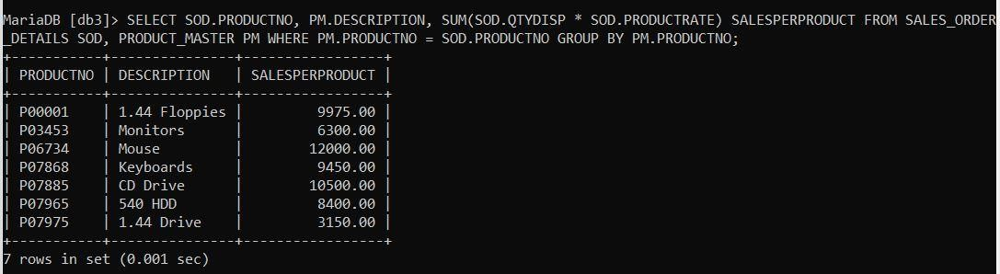 MariaDB [db3]> SELECT SOD.PRODUCTNO, PM.DESCRIPTION, SUM(SOD.QTYDISP * SOD.PRODUCTRATE) SALESPERPRODUCT FROM SALES_ORDER
_DETAILS SOD, PRODUCT_MASTER PM WHERE PM.PRODUCTNO = SOD.PRODUCTNO GROUP BY PM.PRODUCTNO;
+-----------+--------------+-----------------+
| PRODUCTNO | DESCRIPTION  | SALESPERPRODUCT |
+-----------+--------------+-----------------+
| P00001    | 1.44 Floppies |         9975.00 |
| P03453    | Monitors     |         6300.00 |
| P06734    | Mouse        |        12000.00 |
| P07868    | Keyboards    |         9450.00 |
| P07885    | CD Drive     |        10500.00 |
| P07965    | 540 HDD      |         8400.00 |
| P07975    | 1.44 Drive   |         3150.00 |
+-----------+--------------+-----------------+
7 rows in set (0.001 sec)